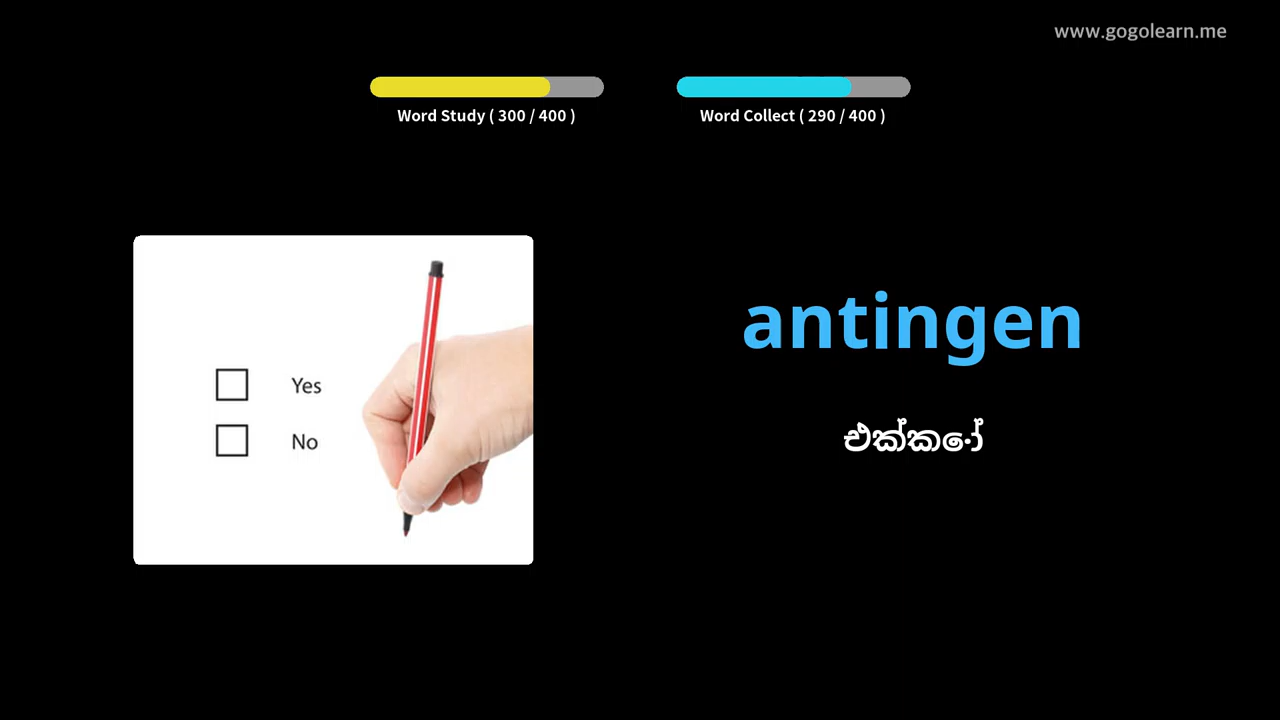 www.gogolearn.me
Word Study ( 300 / 400 )
Word Collect ( 290 / 400 )
Yes
No
antingen
එක්කෝ